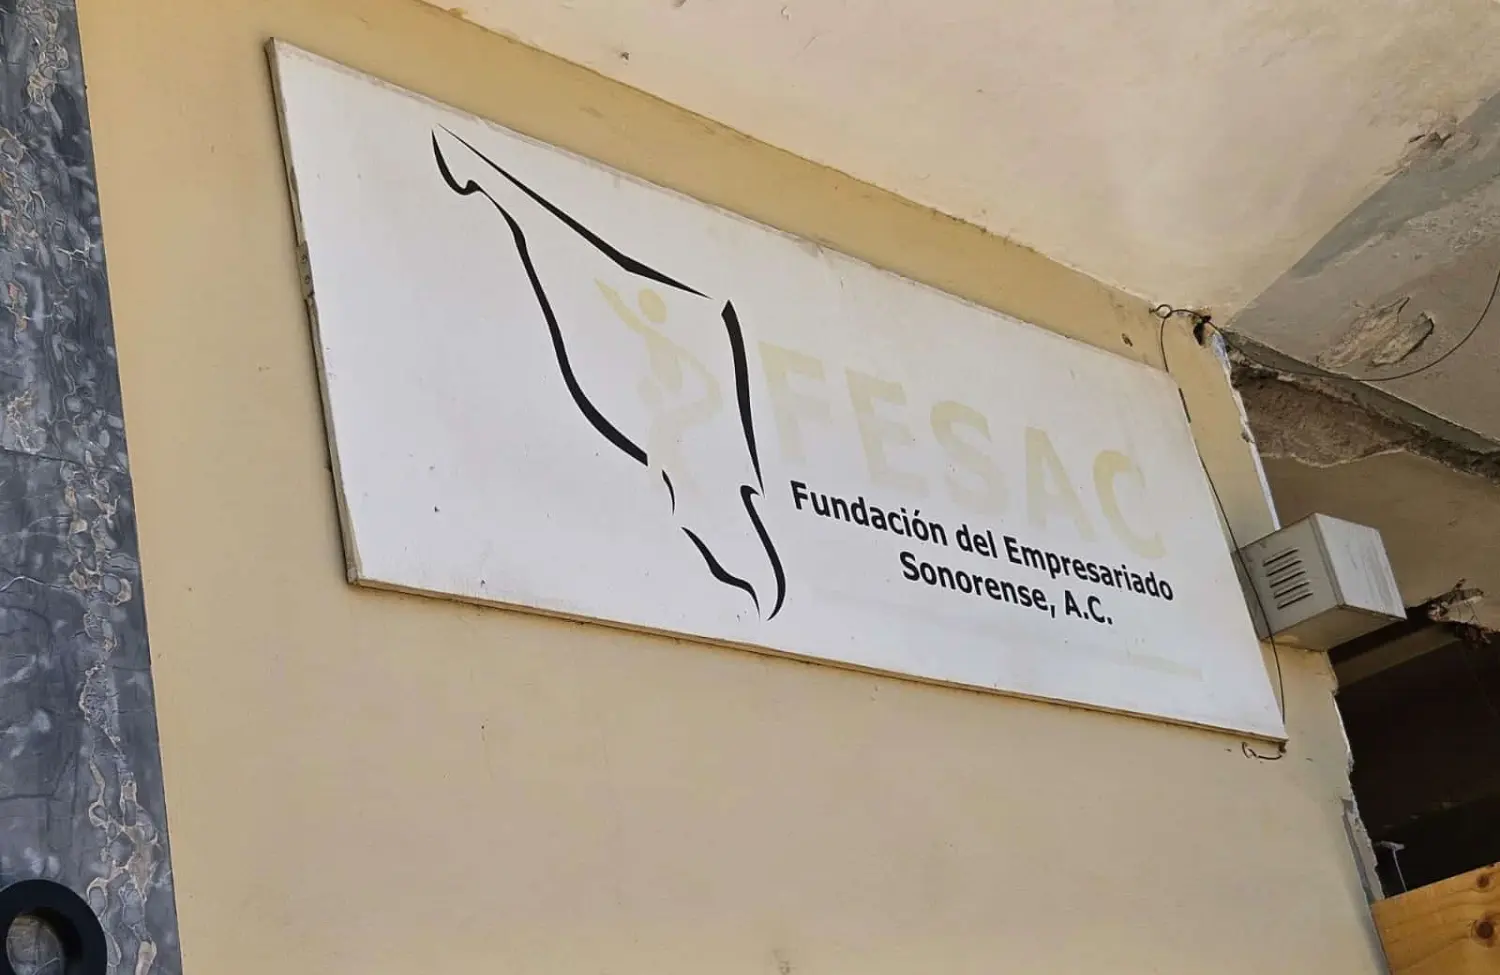 FESAC
Fundación del Empresariado
Sonorense, A.C.